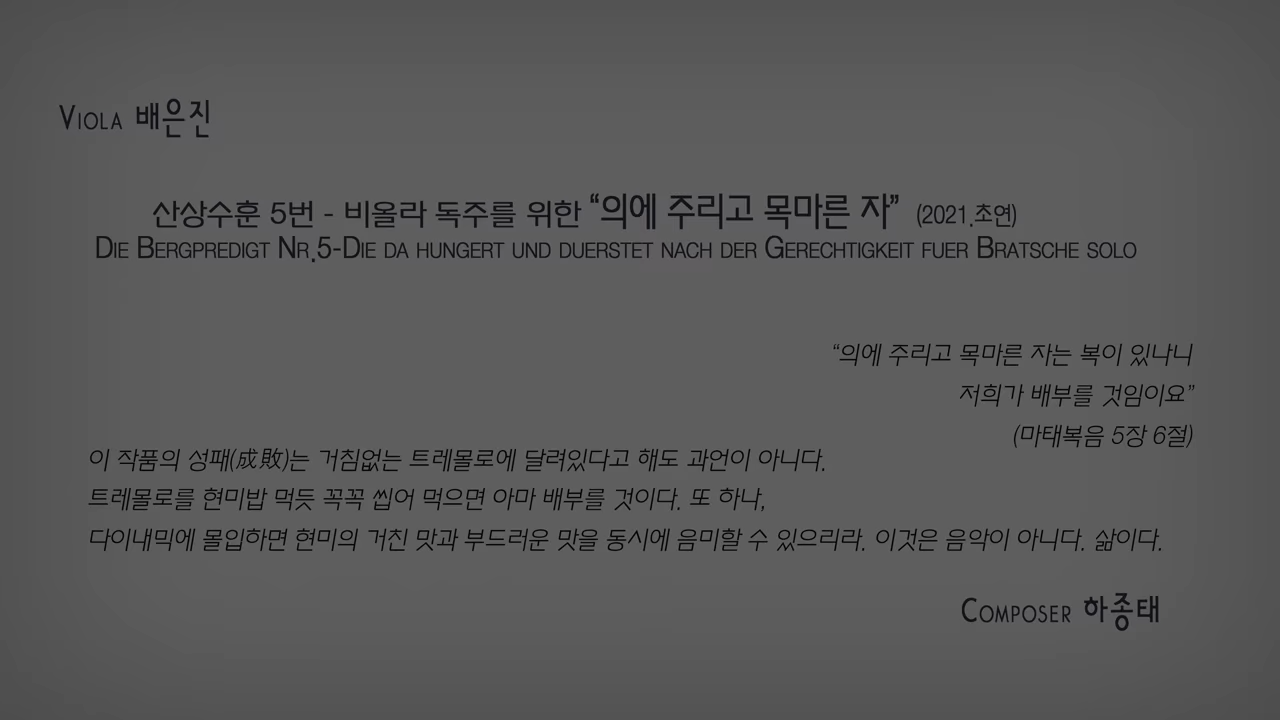 VIOLA 배은진
산상수훈 5번 - 비올라 독주를 위한 “의에 주리고 목마른 자” (2021.초연)
DIE BERGPREDIGT NR.5-DIE DA HUNGERT UND DUERSTET NACH DER GERECHTIGKEIT FUER BRATSCHE SOLO
“의에 주리고 목마른 자는 복이 있나니
저희가 배부를 것임이요”
(마태복음 5장 6절)
이 작품의 성패(成敗)는 거침없는 트레몰로에 달려있다고 해도 과언이 아니다.
트레몰로를 현미밥 먹듯 꼭꼭 씹어 먹으면 아마 배부를 것이다. 또 하나,
다이내믹에 몰입하면 현미의 거친 맛과 부드러운 맛을 동시에 음미할 수 있으리라. 이것은 음악이 아니다. 삶이다.
COMPOSER 하종태